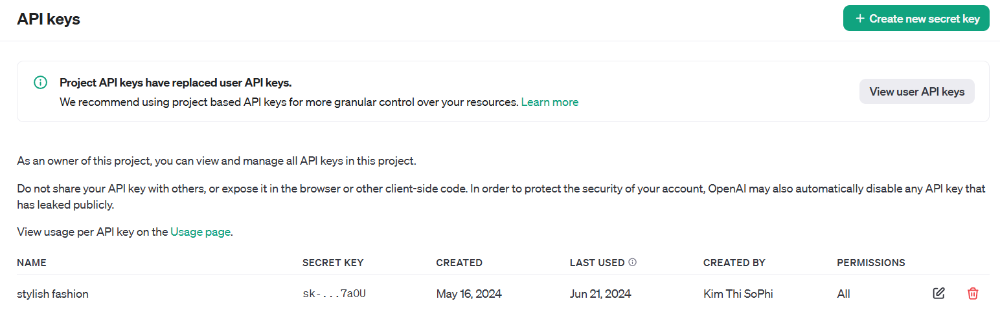 API keys
+ Create new secret key
Project API keys have replaced user API keys.
We recommend using project based API keys for more granular control over your resources. Learn more
View user API keys
As an owner of this project, you can view and manage all API keys in this project.
Do not share your API key with others, or expose it in the browser or other client-side code. In order to protect the security of your account, OpenAI may also automatically disable any API key that
has leaked publicly.
View usage per API key on the Usage page.
NAME SECRET KEY CREATED LAST USED CREATED BY PERMISSIONS
stylish fashion sk-...7aOU May 16, 2024 Jun 21, 2024 Kim Thi SoPhi All